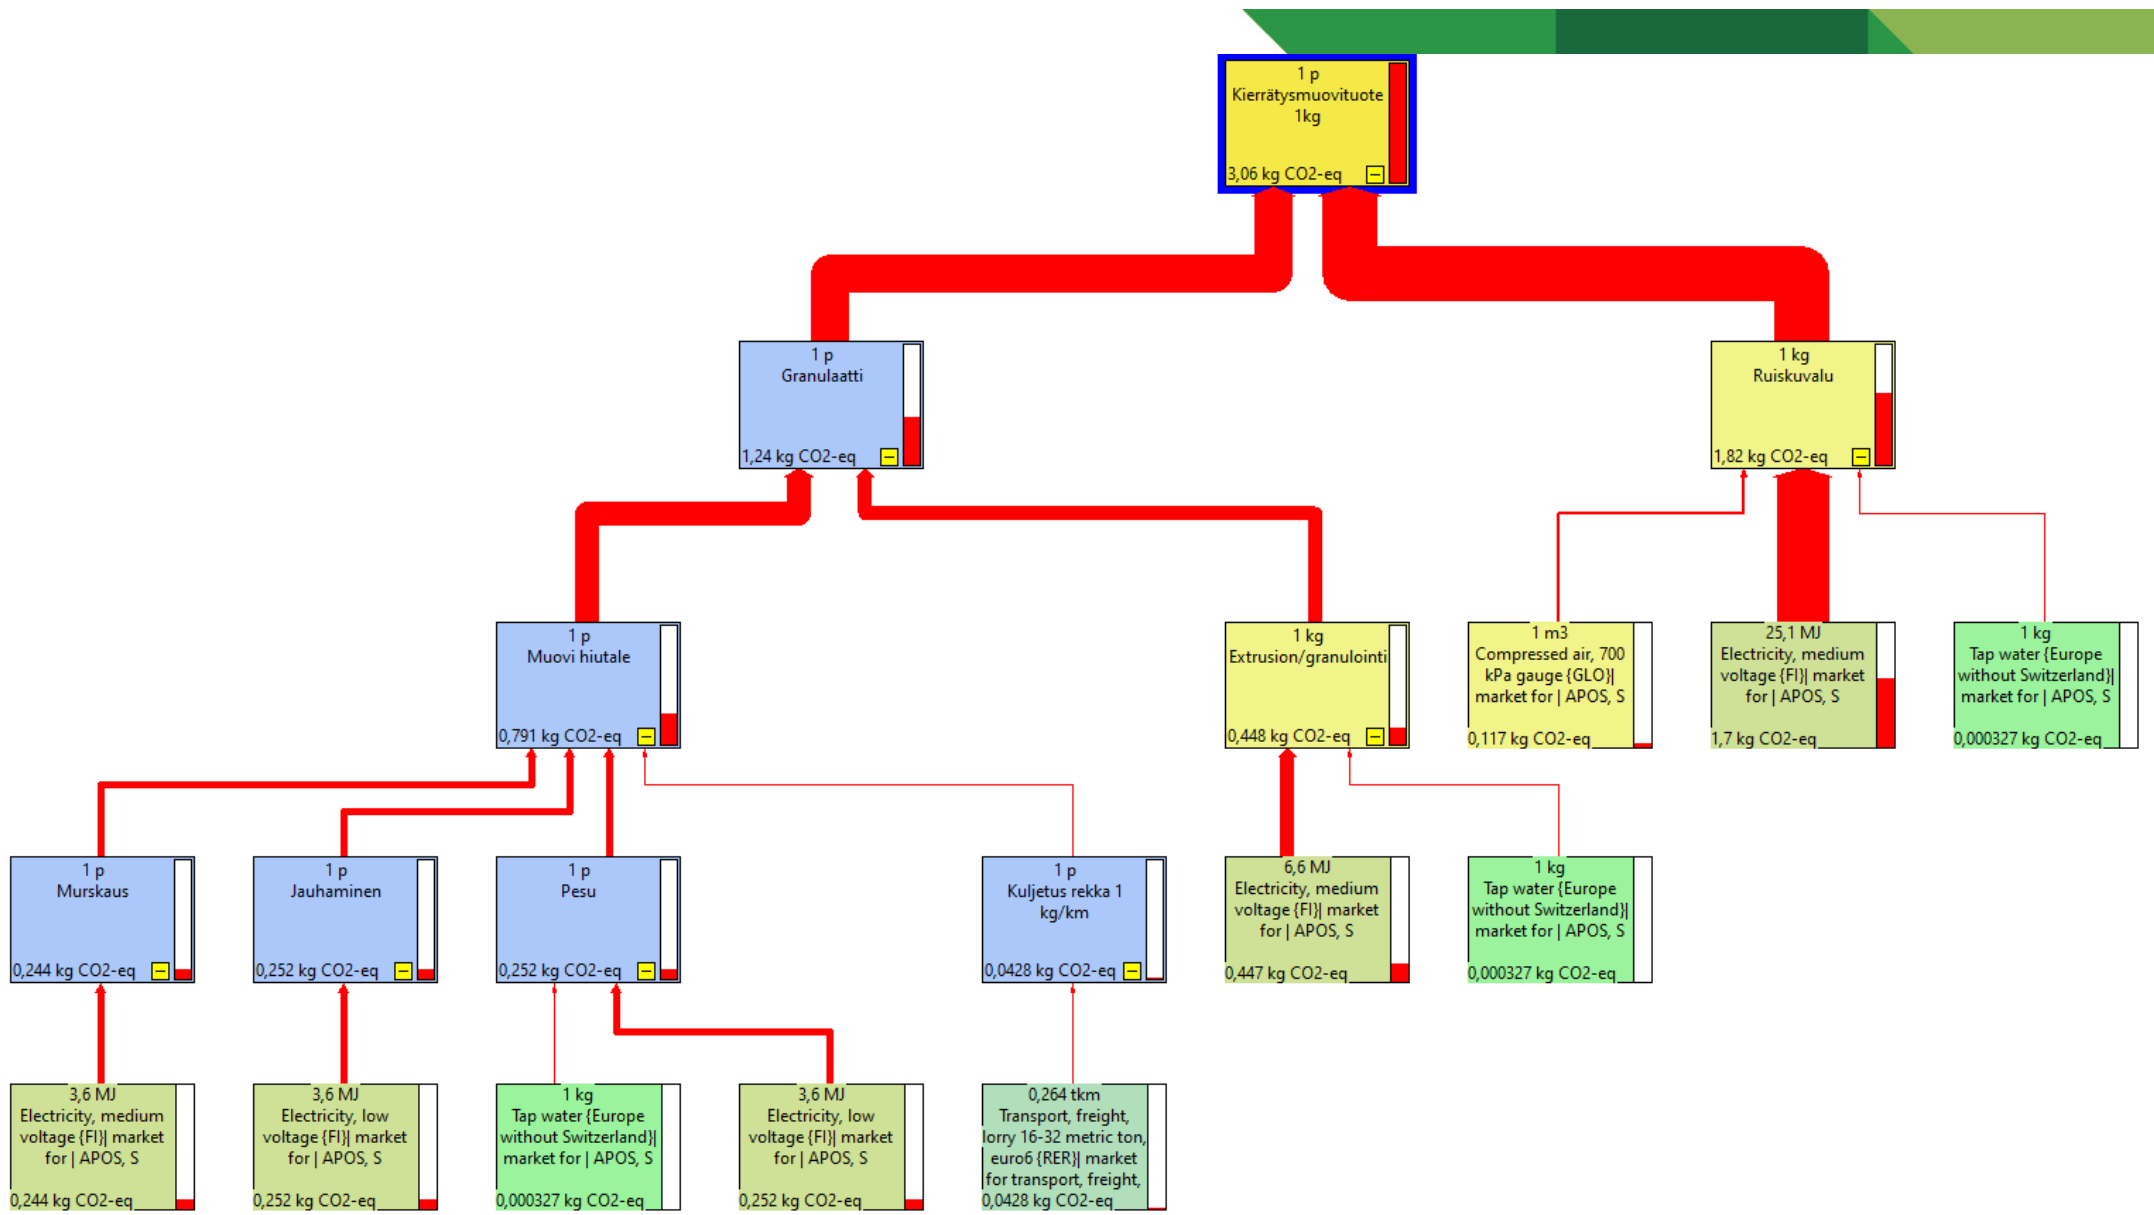 1 p
Kierrätysmuovituote
1kg
3,06 kg CO2-eq
1 p
Granulaatti
1,24 kg CO2-eq
1 kg
Ruiskuvalu
1,82 kg CO2-eq
1 p
Muovi hiutale
0,791 kg CO2-eq
1 kg
Extrusion/granulointi
0,448 kg CO2-eq
1 m3
Compressed air, 700
kPa gauge {GLO}|
market for | APOS, S
0,117 kg CO2-eq
25,1 MJ
Electricity, medium
voltage {FI}| market
for | APOS, S
1,7 kg CO2-eq
1 kg
Tap water {Europe
without Switzerland}|
market for | APOS, S
0,000327 kg CO2-eq
1 p
Murskaus
0,244 kg CO2-eq
1 p
Jauhaminen
0,252 kg CO2-eq
1 p
Pesu
0,252 kg CO2-eq
1 p
Kuljetus rekka 1
kg/km
0,0428 kg CO2-eq
6,6 MJ
Electricity, medium
voltage {FI}| market
for | APOS, S
0,447 kg CO2-eq
1 kg
Tap water {Europe
without Switzerland}|
market for | APOS, S
0,000327 kg CO2-eq
3,6 MJ
Electricity, medium
voltage {FI}| market
for | APOS, S
0,244 kg CO2-eq
3,6 MJ
Electricity, low
voltage {FI}| market
for | APOS, S
0,252 kg CO2-eq
1 kg
Tap water {Europe
without Switzerland}|
market for | APOS, S
0,000327 kg CO2-eq
3,6 MJ
Electricity, low
voltage {FI}| market
for | APOS, S
0,252 kg CO2-eq
0,264 tkm
Transport, freight,
lorry 16-32 metric ton,
euro6 {RER}| market
for transport, freight,
0,0428 kg CO2-eq